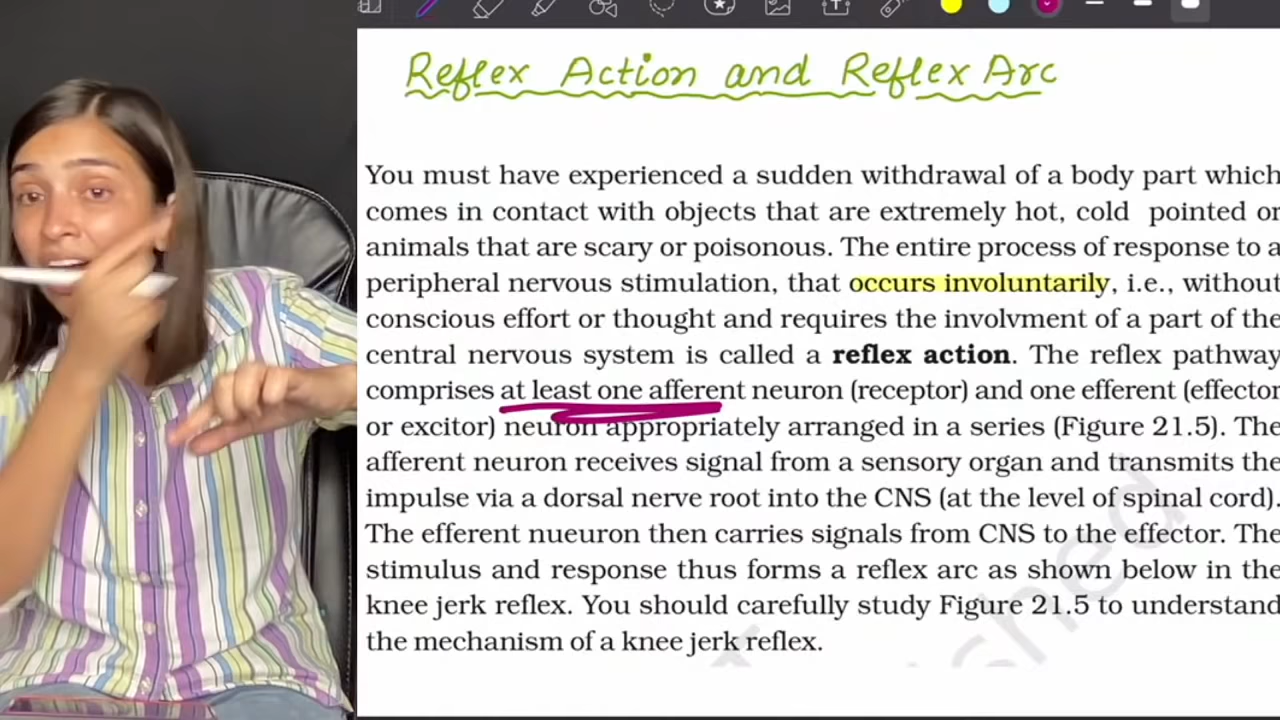 Reflex Action and Reflex Arc
You must have experienced a sudden withdrawal of a body part which
comes in contact with objects that are extremely hot, cold pointed or
animals that are scary or poisonous. The entire process of response to a
peripheral nervous stimulation, that occurs involuntarily, i.e., without
conscious effort or thought and requires the involvment of a part of the
central nervous system is called a reflex action. The reflex pathway
comprises at least one afferent neuron (receptor) and one efferent (effector
or excitor) neuron appropriately arranged in a series (Figure 21.5). The
afferent neuron receives signal from a sensory organ and transmits the
impulse via a dorsal nerve root into the CNS (at the level of spinal cord).
The efferent nueuron then carries signals from CNS to the effector. The
stimulus and response thus forms a reflex arc as shown below in the
knee jerk reflex. You should carefully study Figure 21.5 to understand
the mechanism of a knee jerk reflex.